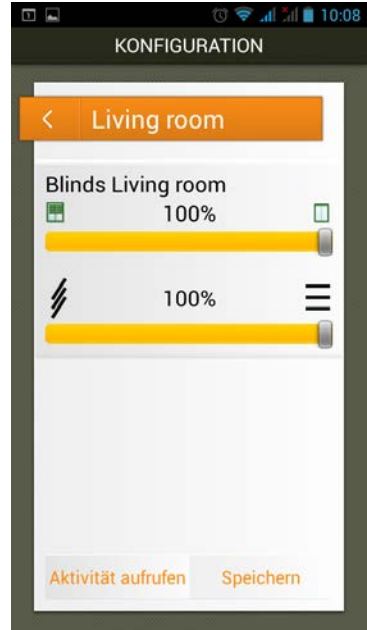 10:08
KONFIGURATION
Living room
Blinds Living room
100%
100%
Aktivität aufrufen Speichern